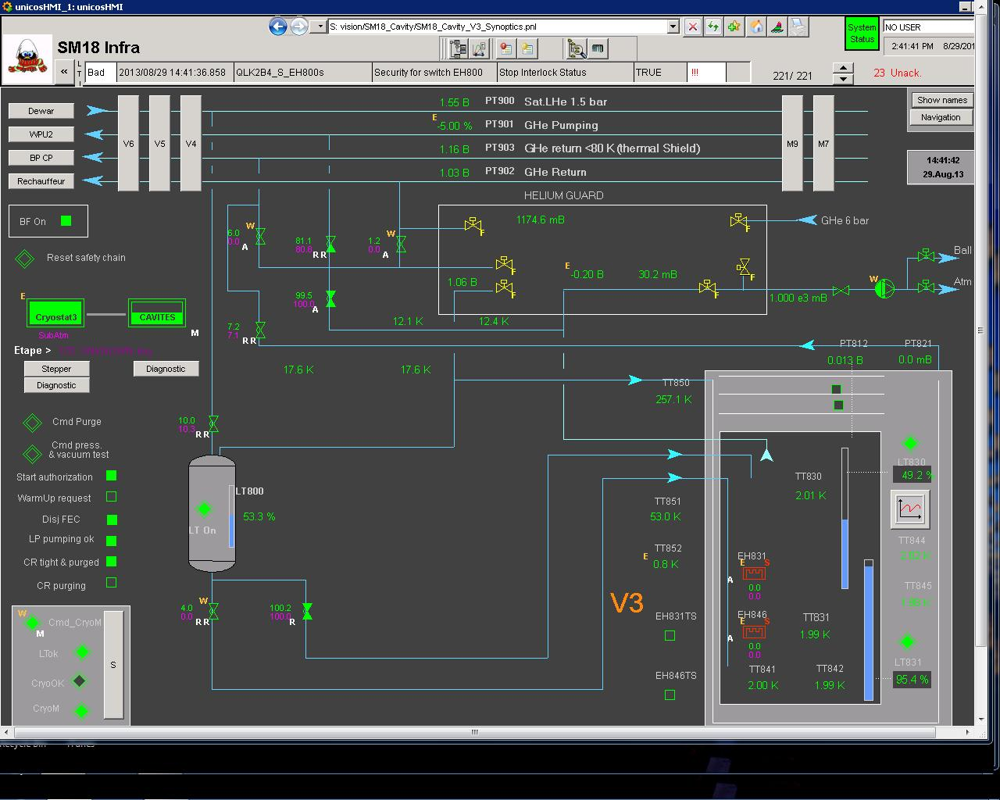 unicosHMI_1: unicosHMI
S: vision/SM18_Cavity/SM18_Cavity_V3_Synoptics.pnl
System Status
NO USER
2:41:41 PM 8/29/201
SM18 Infra
«
L
T
I
Bad 2013/08/29 14:41:36.858 QLK2B4_S_EH800s Security for switch EH800 Stop Interlock Status TRUE !!!
221/ 221
23 Unack.
Dewar
WPU2
BP CP
Rechauffeur
V6 V5 V4
1.55 B PT900 Sat.LHe 1.5 bar
E
-5.00 % PT901 GHe Pumping
1.16 B PT903 GHe return <80 K(thermal Shield)
1.03 B PT902 GHe Return
M9 M7
Show names
Navigation
14:41:42
29.Aug.13
HELIUM GUARD
BF On
W
6.0
0.0
A
81.1
80.8
R R
W
1.2
0.0
A
1174.6 mB
F
F
GHe 6 bar
Reset safety chain
1.06 B
F
F
E
-0.20 B
30.2 mB
F
F
1.000 e3 mB
W
Ball
Atm
E
Cryostat3
SubAtm
CAVITES
M
99.5
100.0
A
12.1 K
12.4 K
7.2
7.1
R R
Etape >
Stepper
Diagnostic
Diagnostic
17.6 K
17.6 K
PT812
0.013 B
PT821
0.0 mB
TT850
257.1 K
Cmd Purge
10.0
10.3
R R
Cmd press.
& vacuum test
Start authorization
WarmUp request
Disj FEC
LP pumping ok
CR tight & purged
CR purging
LT800
53.3 %
LT On
TT830
2.01 K
LT830
49.2 %
TT851
53.0 K
TT852
E
0.8 K
TT844
2.02 K
TT845
1.99 K
EH831
E S
A
0.0
0.0
V3
EH846
E S
A
0.0
0.0
TT831
1.99 K
EH831TS
EH846TS
TT841
2.00 K
TT842
1.99 K
LT831
95.4 %
W
4.0
0.0
R R
100.2
100.0
R
W
Cmd_CryoM
M
LTok
CryoOK
CryoM
S